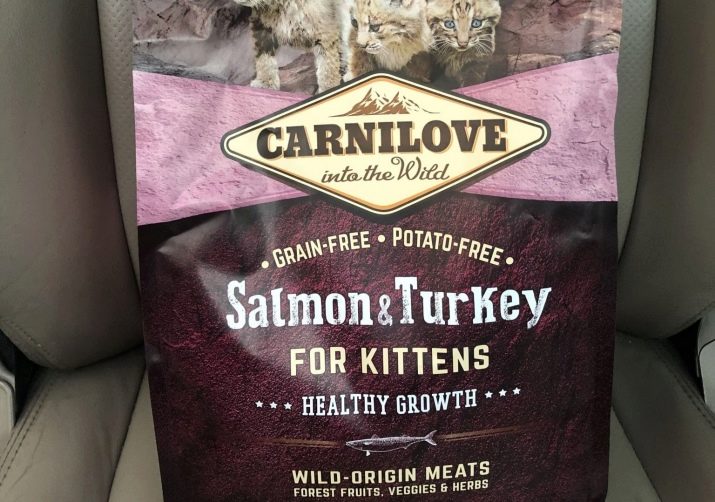 CARNILOVE
into the Wild
• GRAIN-FREE • POTATO-FREE •
Salmon & Turkey
FOR KITTENS
*** HEALTHY GROWTH ***
WILD-ORIGIN MEATS
FOREST FRUITS, VEGGIES & HERBS